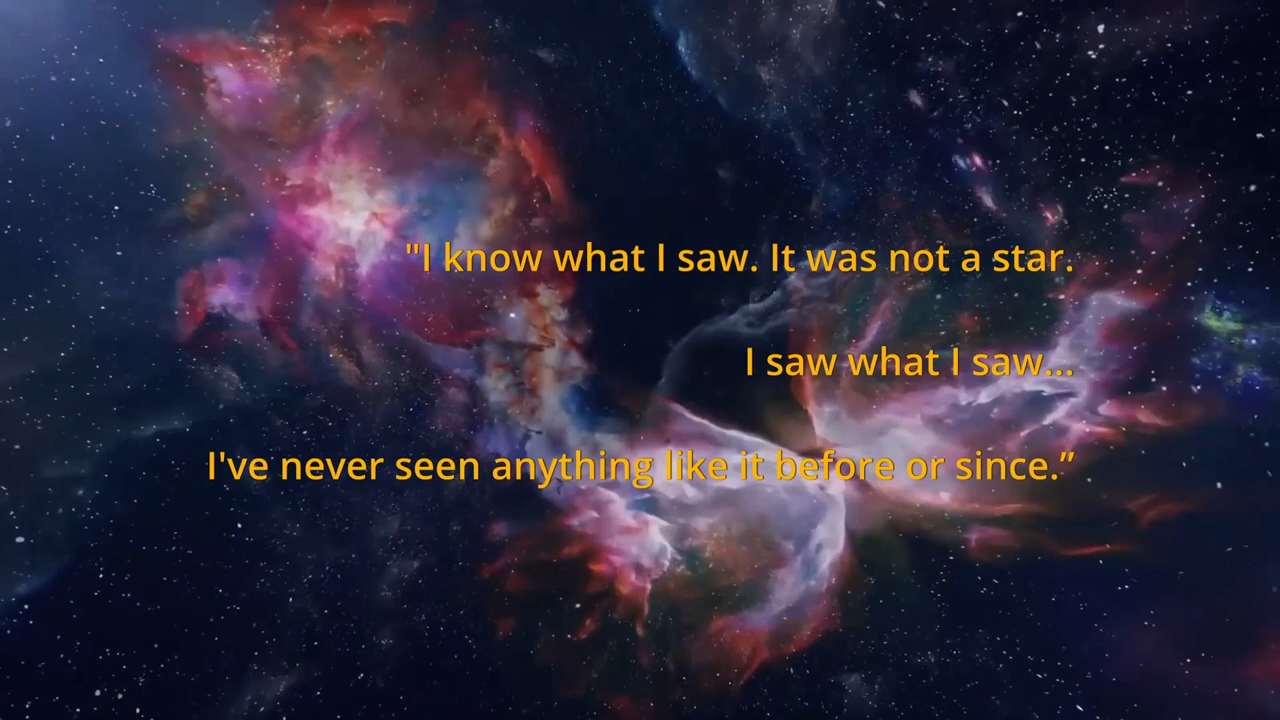 "I know what I saw. It was not a star.
I saw what I saw...
I've never seen anything like it before or since.”